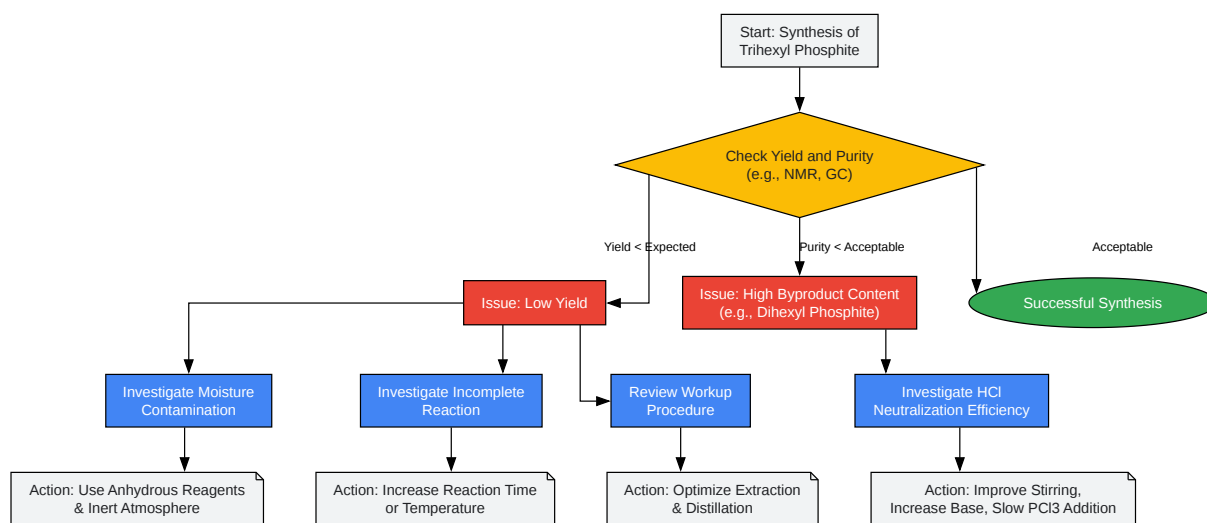 Start: Synthesis of
Trihexyl Phosphite
Check Yield and Purity
(e.g., NMR, GC)
Yield < Expected
Purity < Acceptable
Acceptable
Issue: Low Yield
Issue: High Byproduct Content
(e.g., Dihexyl Phosphite)
Successful Synthesis
Investigate Moisture
Contamination
Investigate Incomplete
Reaction
Review Workup
Procedure
Investigate HCl
Neutralization Efficiency
Action: Use Anhydrous Reagents
& Inert Atmosphere
Action: Increase Reaction Time
or Temperature
Action: Optimize Extraction
& Distillation
Action: Improve Stirring,
Increase Base, Slow PCl3 Addition